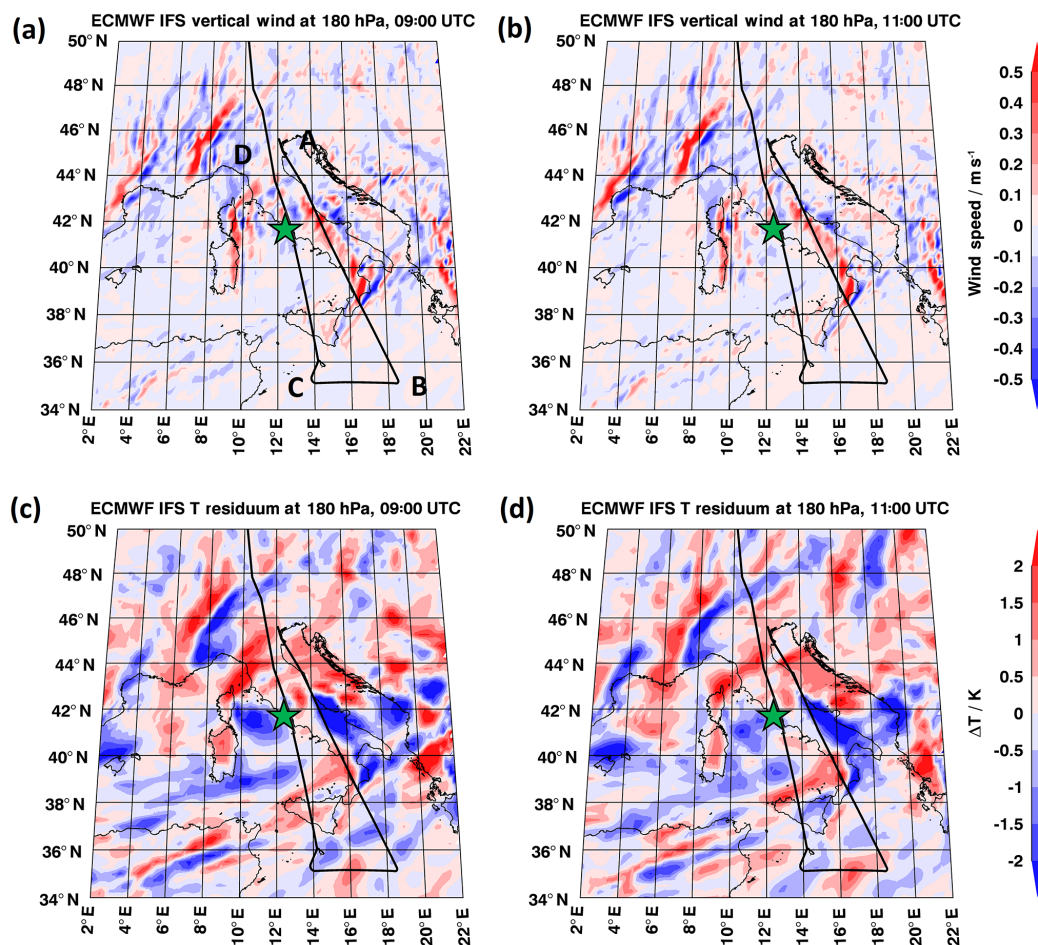 (a)
ECMWF IFS vertical wind at 180 hPa, 09:00 UTC
50° N
48° N
46° N
44° N
42° N
40° N
38° N
36° N
34° N
A
D
C
B
2°E 4°E 6°E 8°E 10°E 12°E 14°E 16°E 18°E 20°E 22°E
(b)
ECMWF IFS vertical wind at 180 hPa, 11:00 UTC
50° N
48° N
46° N
44° N
42° N
40° N
38° N
36° N
34° N
2°E 4°E 6°E 8°E 10°E 12°E 14°E 16°E 18°E 20°E 22°E
0.5
0.4
0.3
0.2
0.1
0
-0.1
-0.2
-0.3
-0.4
-0.5
Wind speed / m s⁻¹
(c)
ECMWF IFS T residuum at 180 hPa, 09:00 UTC
50° N
48° N
46° N
44° N
42° N
40° N
38° N
36° N
34° N
2°E 4°E 6°E 8°E 10°E 12°E 14°E 16°E 18°E 20°E 22°E
(d)
ECMWF IFS T residuum at 180 hPa, 11:00 UTC
50° N
48° N
46° N
44° N
42° N
40° N
38° N
36° N
34° N
2°E 4°E 6°E 8°E 10°E 12°E 14°E 16°E 18°E 20°E 22°E
2
1.5
1
0.5
0
-0.5
-1
-1.5
-2
ΔT / K